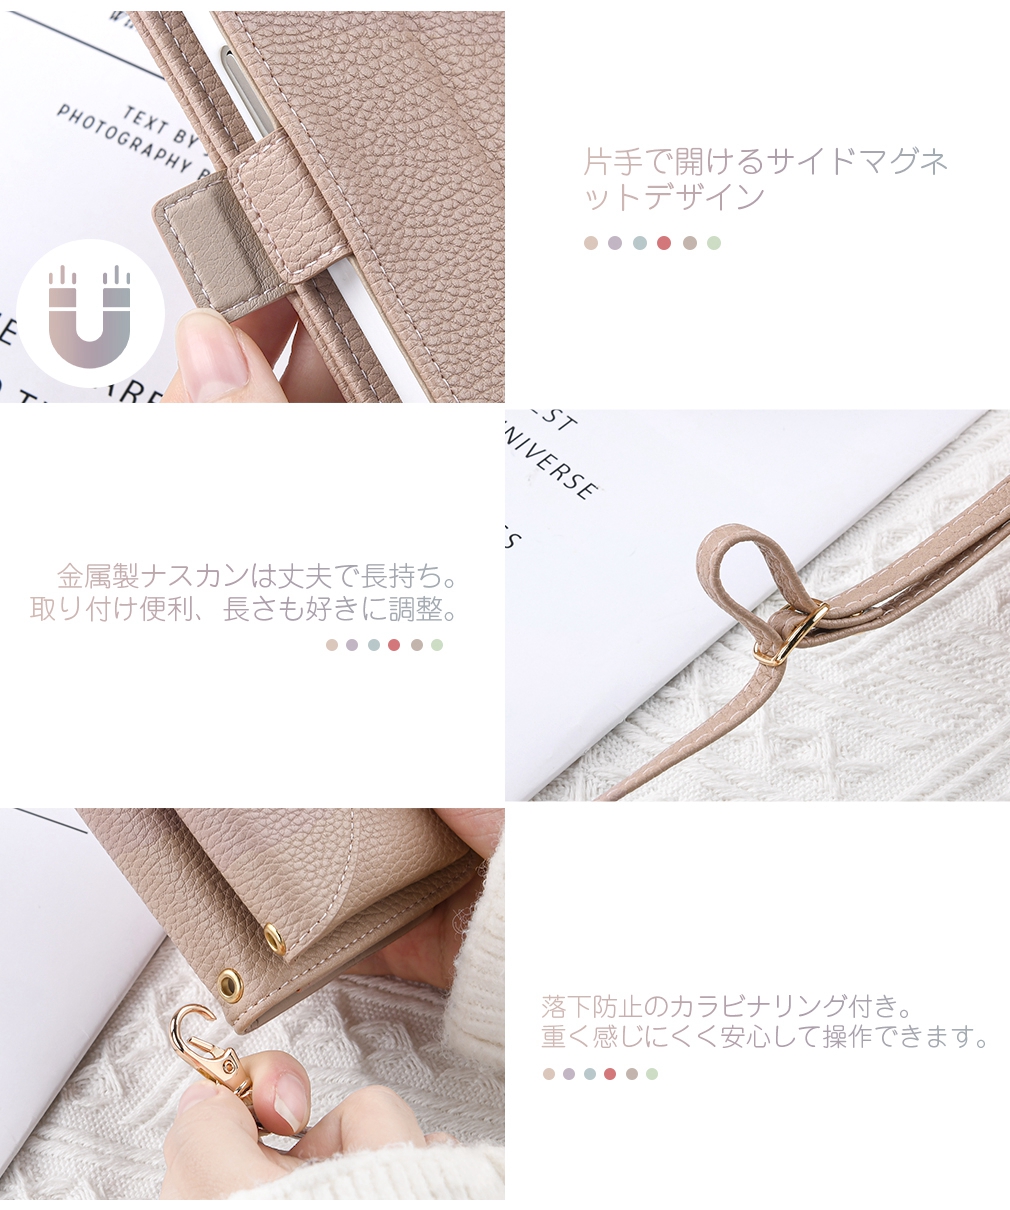 TEXT BY
PHOTOGRAPHY
片手で開けるサイドマグネ
ットデザイン
金属製ナスカンは丈夫で長持ち。
取り付け便利、長さも好きに調整。
落下防止のカラビナリング付き。
重く感じにくく安心して操作できます。